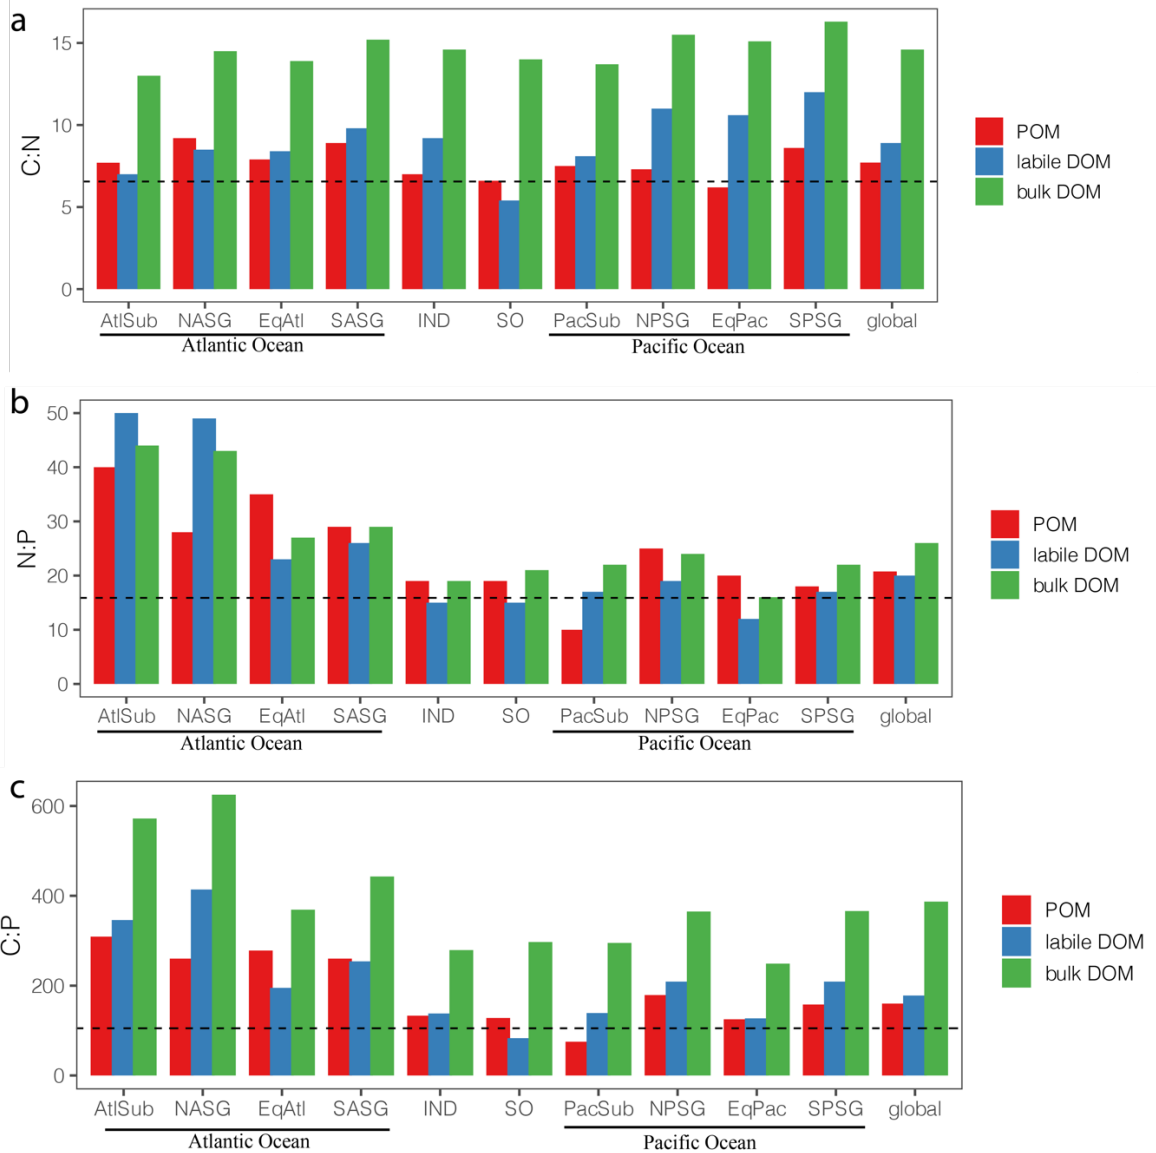 a
C:N
15
10
5
0
AtlSub NASG EqAtl SASG IND SO PacSub NPSG EqPac SPSG global
Atlantic Ocean Pacific Ocean
POM
labile DOM
bulk DOM
b
N:P
50
40
30
20
10
0
AtlSub NASG EqAtl SASG IND SO PacSub NPSG EqPac SPSG global
Atlantic Ocean Pacific Ocean
POM
labile DOM
bulk DOM
c
C:P
600
400
200
0
AtlSub NASG EqAtl SASG IND SO PacSub NPSG EqPac SPSG global
Atlantic Ocean Pacific Ocean
POM
labile DOM
bulk DOM